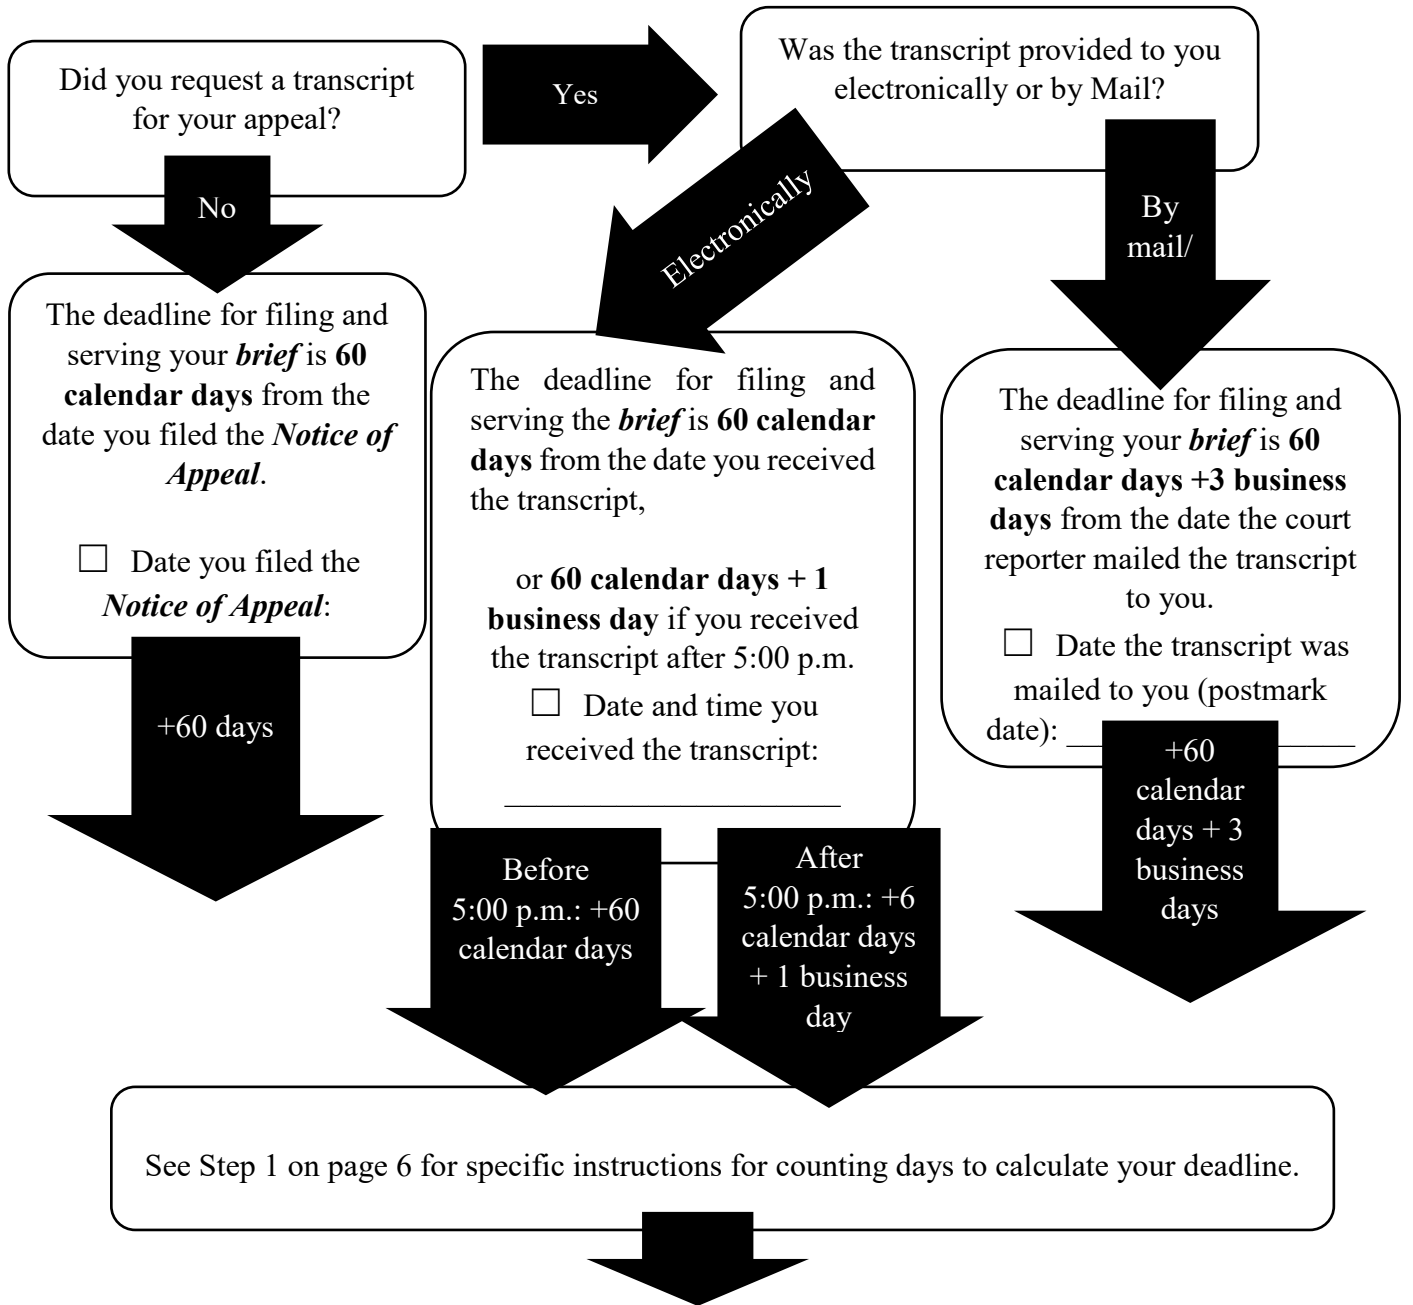 Did you request a transcript
for your appeal?
Yes
Was the transcript provided to you
electronically or by Mail?
No
Electronically
By
mail/
The deadline for filing and
serving your brief is 60
calendar days from the
date you filed the Notice of
Appeal.
☐ Date you filed the
Notice of Appeal:
+60 days
The deadline for filing and
serving the brief is 60 calendar
days from the date you received
the transcript,
or 60 calendar days + 1
business day if you received
the transcript after 5:00 p.m.
☐ Date and time you
received the transcript:
Before
5:00 p.m.: +60
calendar days
After
5:00 p.m.: +6
calendar days
+ 1 business
day
The deadline for filing and
serving your brief is 60
calendar days +3 business
days from the date the court
reporter mailed the transcript
to you.
☐ Date the transcript was
mailed to you (postmark
date):
+60
calendar
days + 3
business
days
See Step 1 on page 6 for specific instructions for counting days to calculate your deadline.